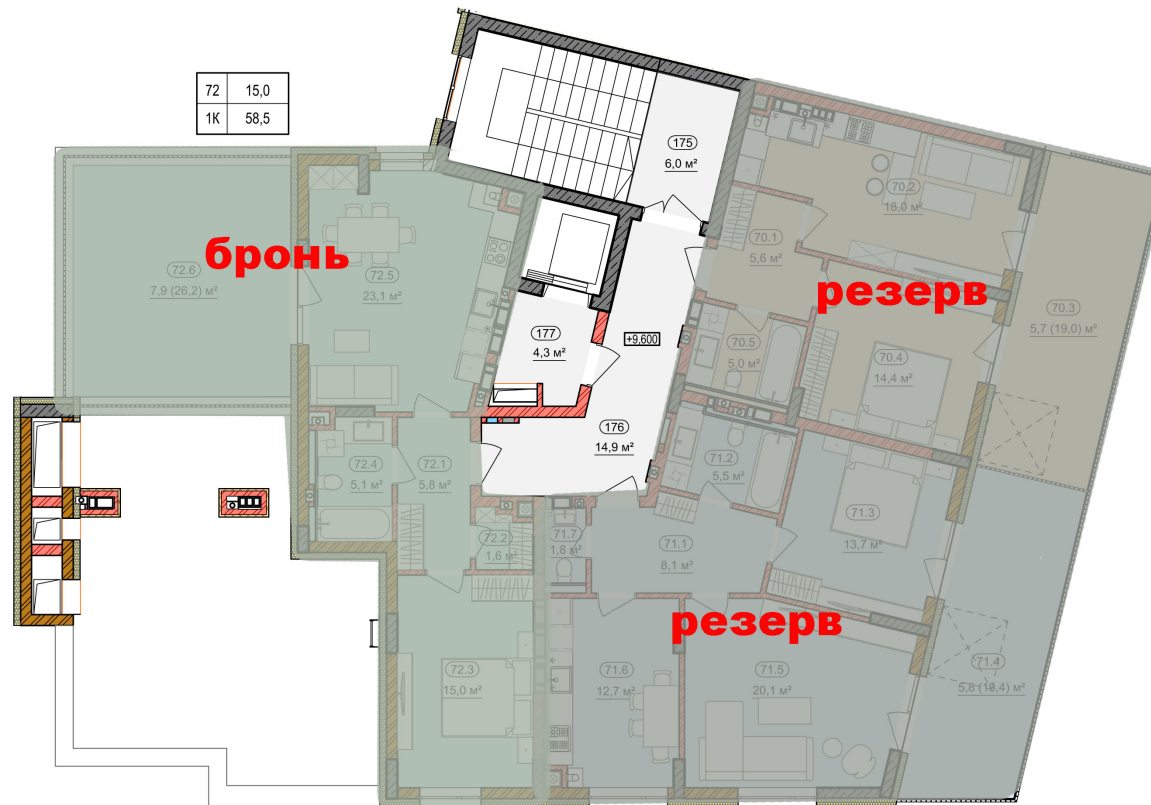 72 15,0
1К 58,5
175
6,0 м²
70.2
18,0 м²
70.1
5,6 м²
бронь
72.6
7,9 (26,2) м²
72.5
23,1 м²
резерв
70.3
5,7 (19,0) м²
177
4,3 м²
+9,600
70.5
5,0 м²
70.4
14,4 м²
176
14,9 м²
72.4
5,1 м²
72.1
5,8 м²
71.2
5,5 м²
71.3
13,7 м²
72.2
1,6 м²
71.7
1,8 м²
71.1
8,1 м²
резерв
72.3
15,0 м²
71.6
12,7 м²
71.5
20,1 м²
71.4
5,8 (19,4) м²